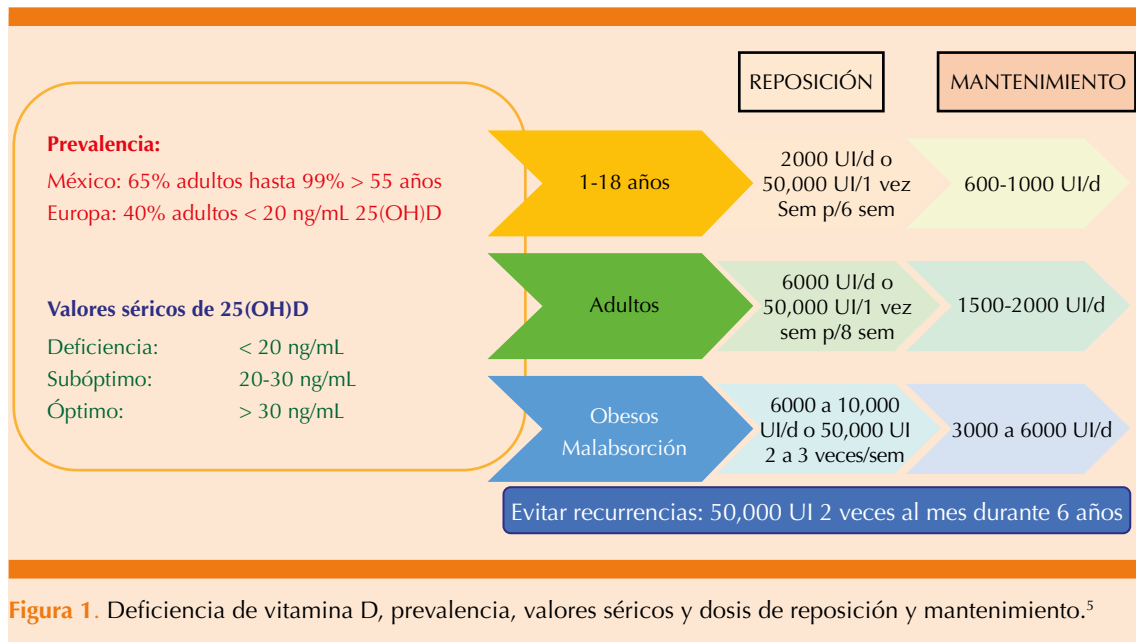 REPOSICIÓN
MANTENIMIENTO
Prevalencia:
México: 65% adultos hasta 99% > 55 años
Europa: 40% adultos < 20 ng/mL 25(OH)D
Valores séricos de 25(OH)D
Deficiencia: < 20 ng/mL
Subóptimo: 20-30 ng/mL
Óptimo: > 30 ng/mL
1-18 años
2000 UI/d o
50,000 UI/1 vez
Sem p/6 sem
600-1000 UI/d
Adultos
6000 UI/d o
50,000 UI/1 vez
sem p/8 sem
1500-2000 UI/d
Obesos
Malabsorción
6000 a 10,000
UI/d o 50,000 UI
2 a 3 veces/sem
3000 a 6000 UI/d
Evitar recurrencias: 50,000 UI 2 veces al mes durante 6 años
Figura 1. Deficiencia de vitamina D, prevalencia, valores séricos y dosis de reposición y mantenimiento.⁵